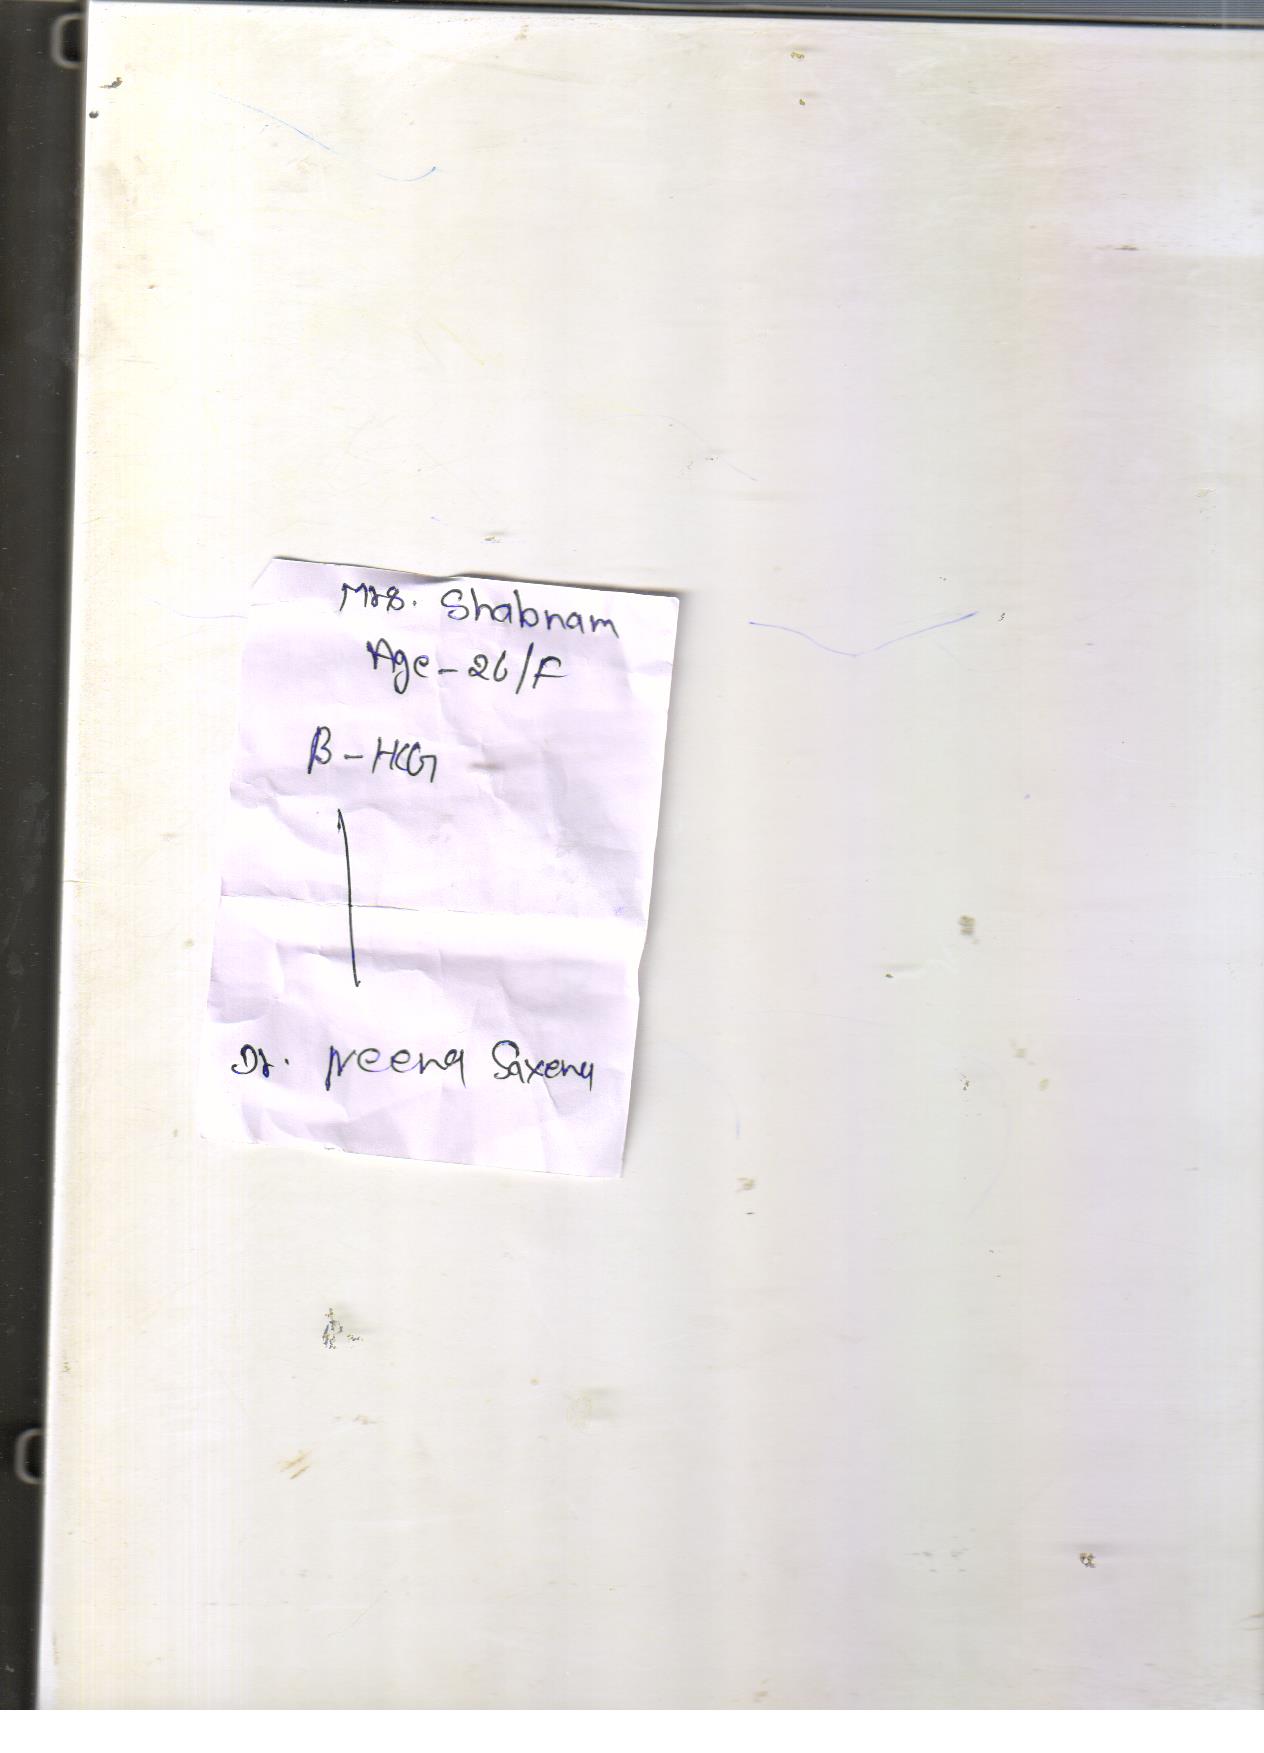 Mrs. Shabnam
Age - 26/F
β - HCG
Dr. Neena Saxena